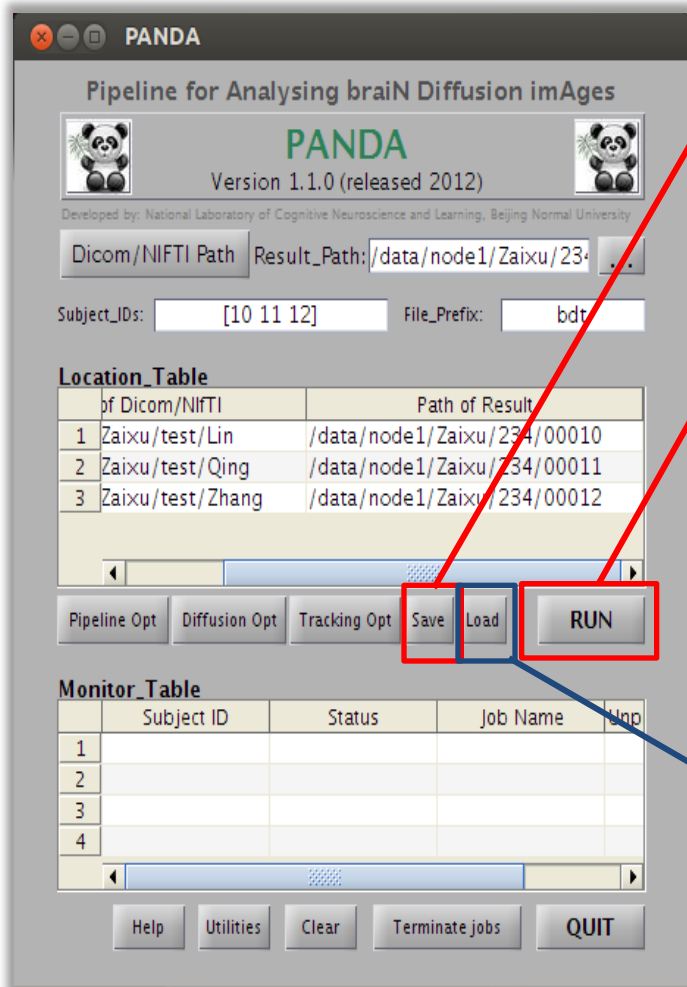 PANDA
Pipeline for Analysing braiN Diffusion imAges
PANDA
Version 1.1.0 (released 2012)
Developed by: National Laboratory of Cognitive Neuroscience and Learning, Beijing Normal University
Dicom/NIFTI Path Result_Path: /data/node1/Zaixu/234 ...
Subject_IDs: [10 11 12] File_Prefix: bdt
Location_Table
of Dicom/NIfTI Path of Result
1 Zaixu/test/Lin /data/node1/Zaixu/234/00010
2 Zaixu/test/Qing /data/node1/Zaixu/234/00011
3 Zaixu/test/Zhang /data/node1/Zaixu/234/00012
Pipeline Opt Diffusion Opt Tracking Opt Save Load RUN
Monitor_Table
Subject ID Status Job Name Unp
1
2
3
4
Help Utilities Clear Terminate jobs QUIT